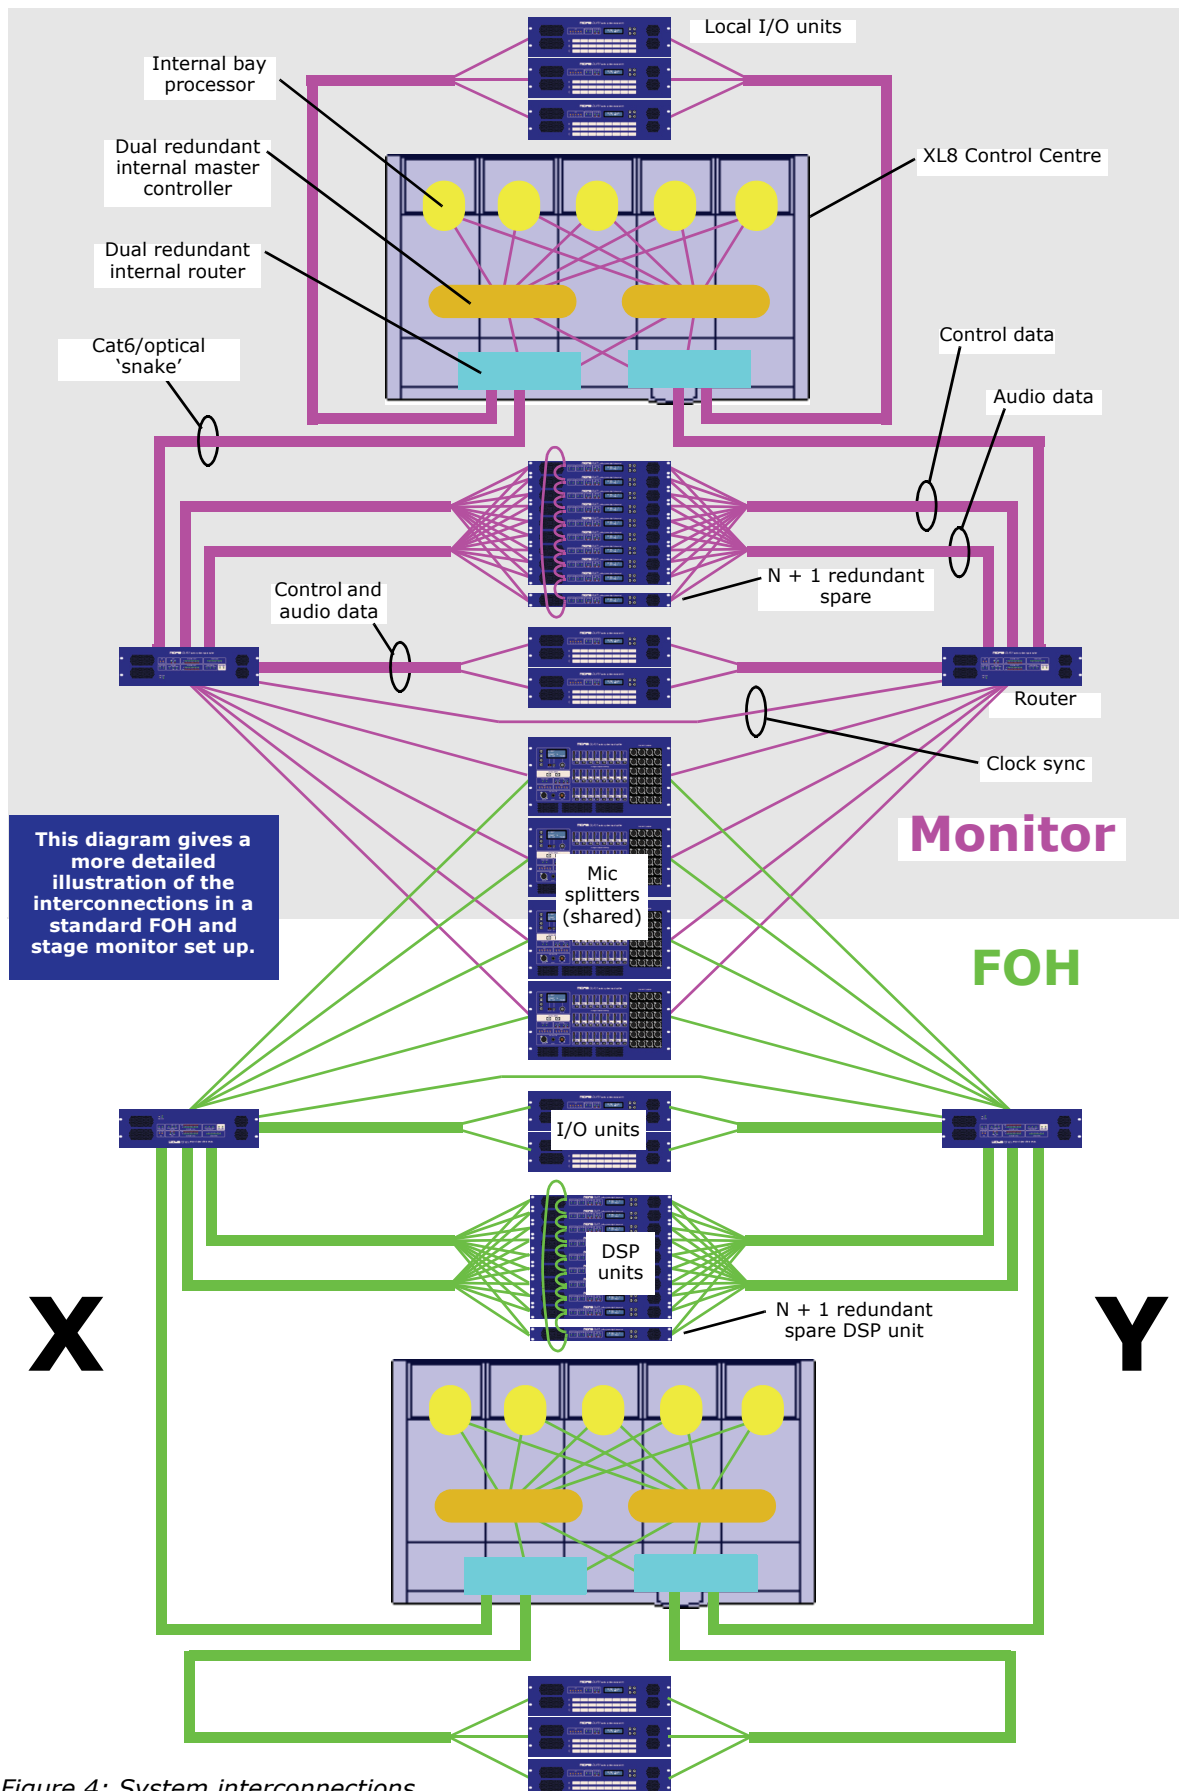 Local I/O units
Internal bay
processor
Dual redundant
internal master
controller
XL8 Control Centre
Dual redundant
internal router
Cat6/optical
‘snake’
Control data
Audio data
N + 1 redundant
spare
Control and
audio data
Router
Clock sync
Monitor
This diagram gives a
more detailed
illustration of the
interconnections in a
standard FOH and
stage monitor set up.
Mic
splitters
(shared)
FOH
I/O units
DSP
units
X
Y
N + 1 redundant
spare DSP unit
Figure 4: System interconnections